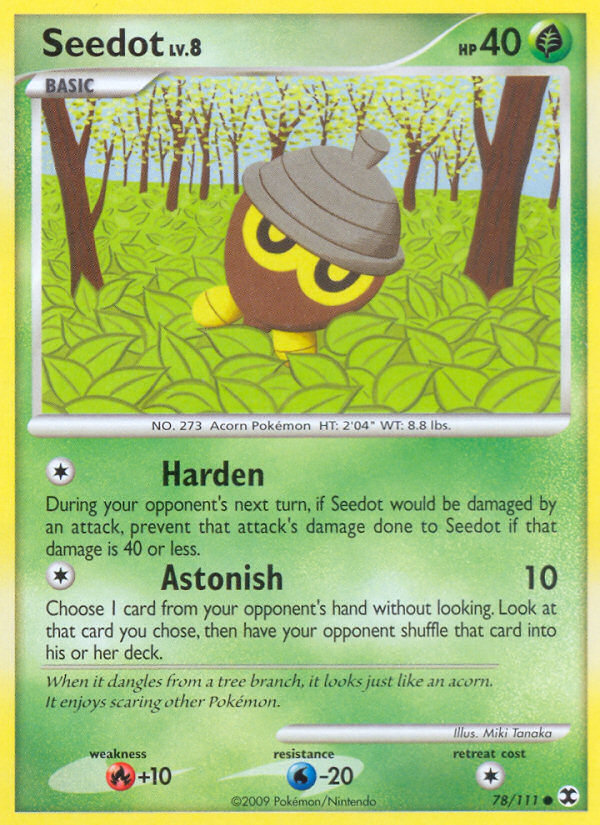 Seedot LV.8 HP 40
BASIC
NO. 273 Acorn Pokémon HT: 2'04" WT: 8.8 lbs.
Harden
During your opponent's next turn, if Seedot would be damaged by
an attack, prevent that attack's damage done to Seedot if that
damage is 40 or less.
Astonish 10
Choose 1 card from your opponent's hand without looking. Look at
that card you chose, then have your opponent shuffle that card into
his or her deck.
When it dangles from a tree branch, it looks just like an acorn.
It enjoys scaring other Pokémon.
Illus. Miki Tanaka
weakness resistance retreat cost
+10 -20
©2009 Pokémon/Nintendo 78/111